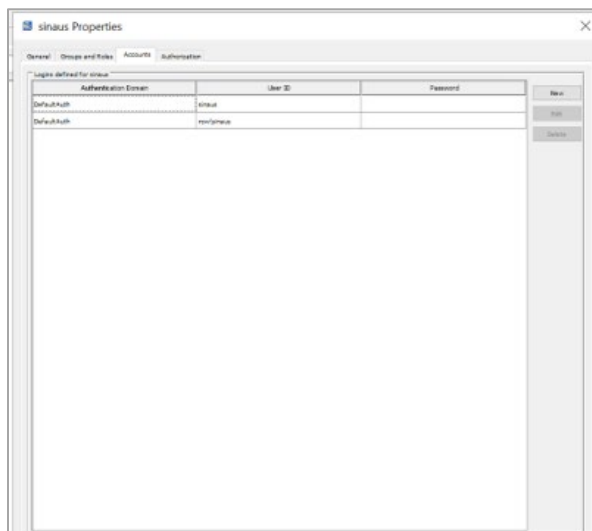 sinaus Properties
General Groups and Roles Accounts Authorization
Logins defined for sinaus
Authentication Domain User ID Password
DefaultAuth sinaus
DefaultAuth
New
Edit
Delete